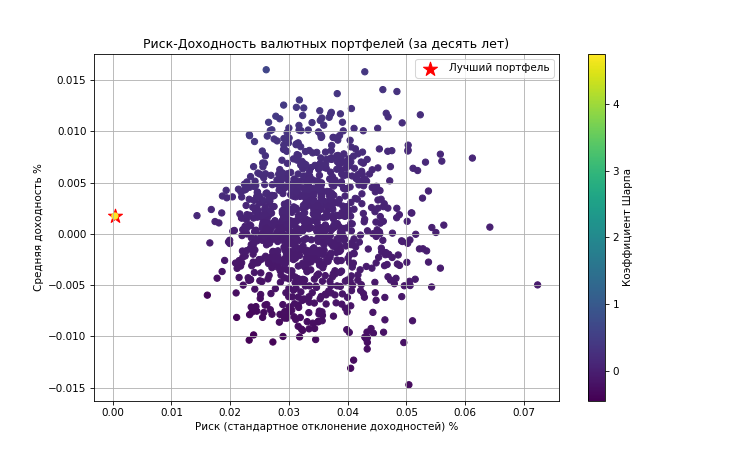 Риск-Доходность валютных портфелей (за десять лет)
Лучший портфель
Средняя доходность %
0.015
0.010
0.005
0.000
−0.005
−0.010
−0.015
0.00 0.01 0.02 0.03 0.04 0.05 0.06 0.07
Риск (стандартное отклонение доходностей) %
4
3
2
1
0
Коэффициент Шарпа